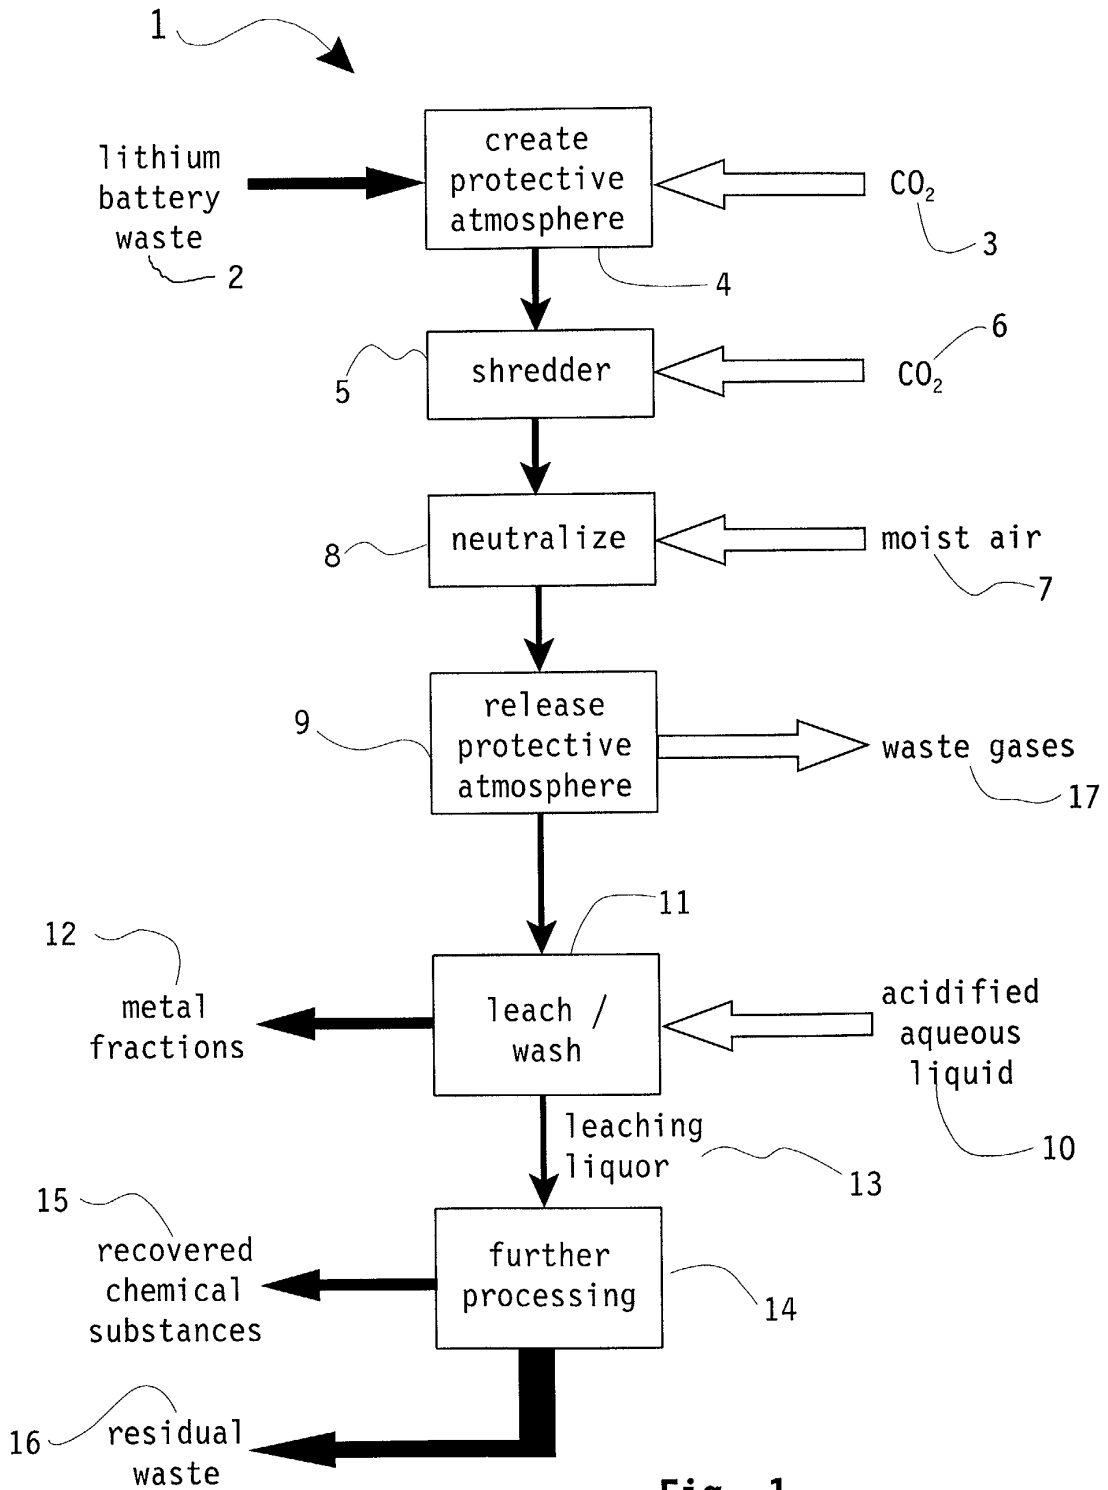 1
create
protective
atmosphere
lithium
battery
waste
2
CO₂
3
4
shredder
5
CO₂
6
neutralize
8
moist air
7
release
protective
atmosphere
9
waste gases
17
11
12
metal
fractions
leach /
wash
acidified
aqueous
liquid
10
leaching
liquor
13
15
recovered
chemical
substances
further
processing
14
16
residual
waste
Fig. 1